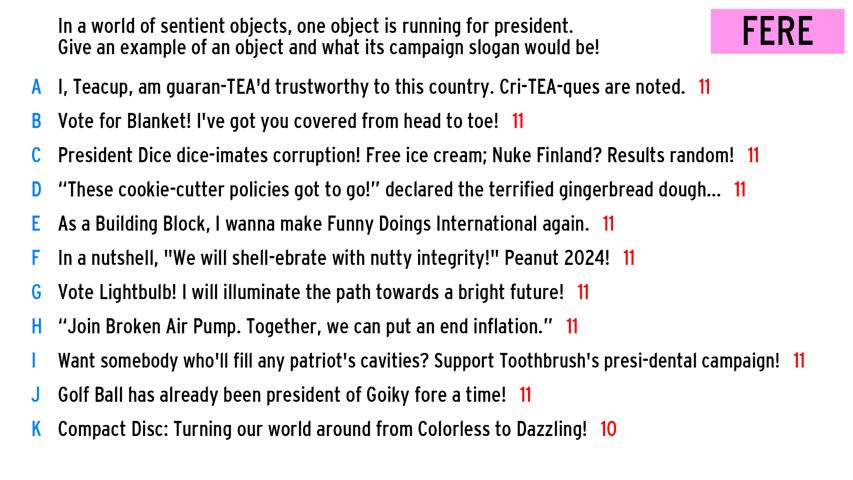 In a world of sentient objects, one object is running for president.
Give an example of an object and what its campaign slogan would be!
FERE
A I, Teacup, am guaran-TEA'd trustworthy to this country. Cri-TEA-ques are noted. 11
B Vote for Blanket! I've got you covered from head to toe! 11
C President Dice dice-imates corruption! Free ice cream; Nuke Finland? Results random! 11
D “These cookie-cutter policies got to go!” declared the terrified gingerbread dough... 11
E As a Building Block, I wanna make Funny Doings International again. 11
F In a nutshell, "We will shell-ebrate with nutty integrity!" Peanut 2024! 11
G Vote Lightbulb! I will illuminate the path towards a bright future! 11
H “Join Broken Air Pump. Together, we can put an end inflation.” 11
I Want somebody who'll fill any patriot's cavities? Support Toothbrush's presi-dental campaign! 11
J Golf Ball has already been president of Goiky fore a time! 11
K Compact Disc: Turning our world around from Colorless to Dazzling! 10